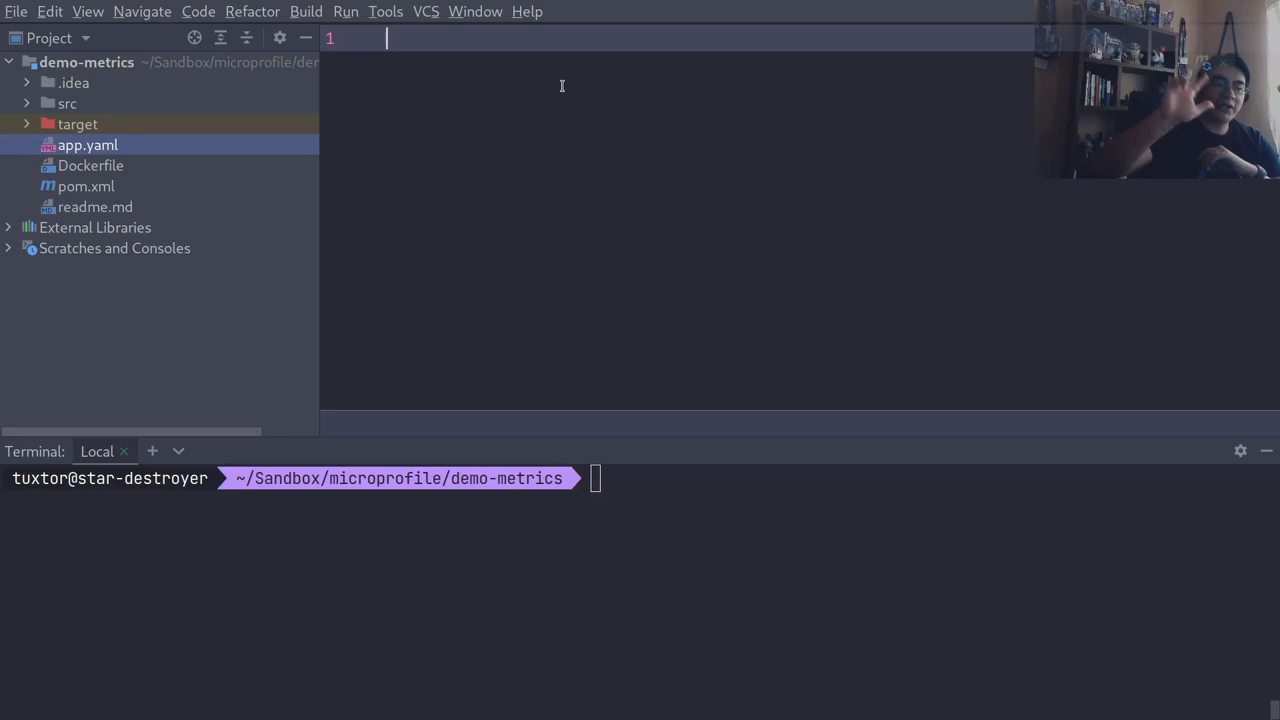 File Edit View Navigate Code Refactor Build Run Tools VCS Window Help
Project
1
demo-metrics ~/Sandbox/microprofile/der
.idea
src
target
app.yaml
Dockerfile
pom.xml
readme.md
External Libraries
Scratches and Consoles
Terminal: Local
tuxtor@star-destroyer ~/Sandbox/microprofile/demo-metrics